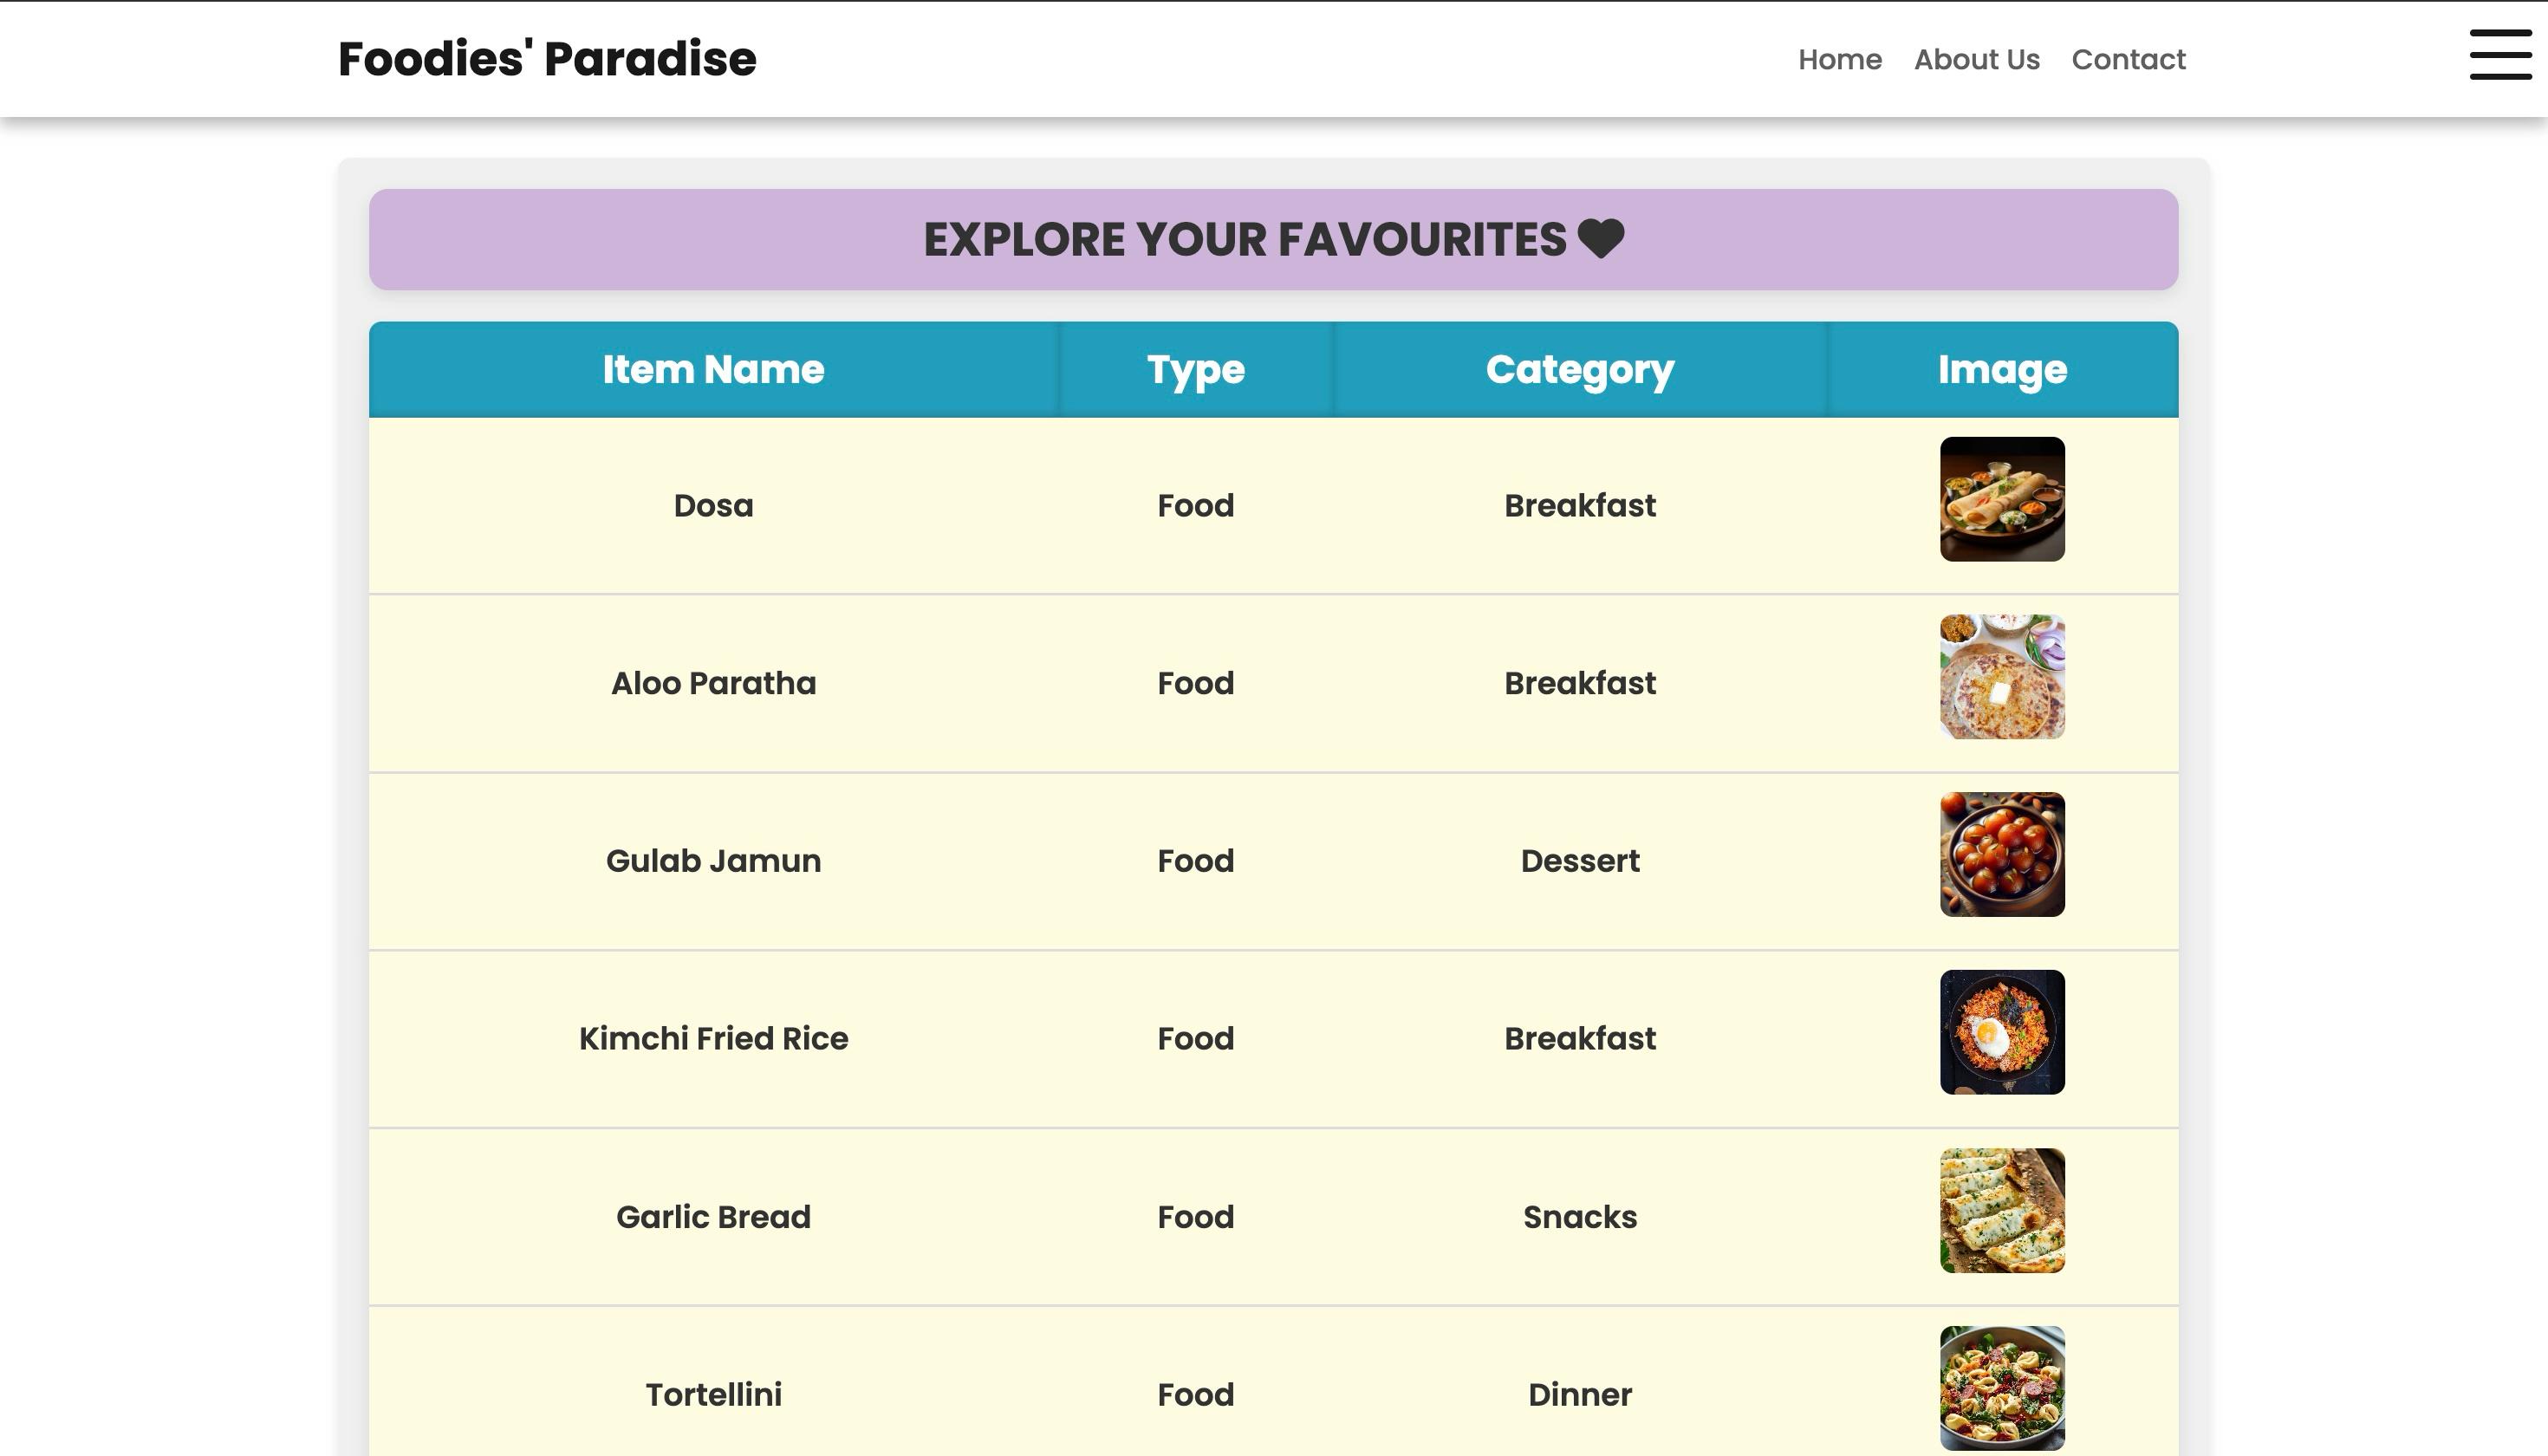 Foodies' Paradise
Home About Us Contact
EXPLORE YOUR FAVOURITES
Item Name Type Category Image
Dosa Food Breakfast
Aloo Paratha Food Breakfast
Gulab Jamun Food Dessert
Kimchi Fried Rice Food Breakfast
Garlic Bread Food Snacks
Tortellini Food Dinner